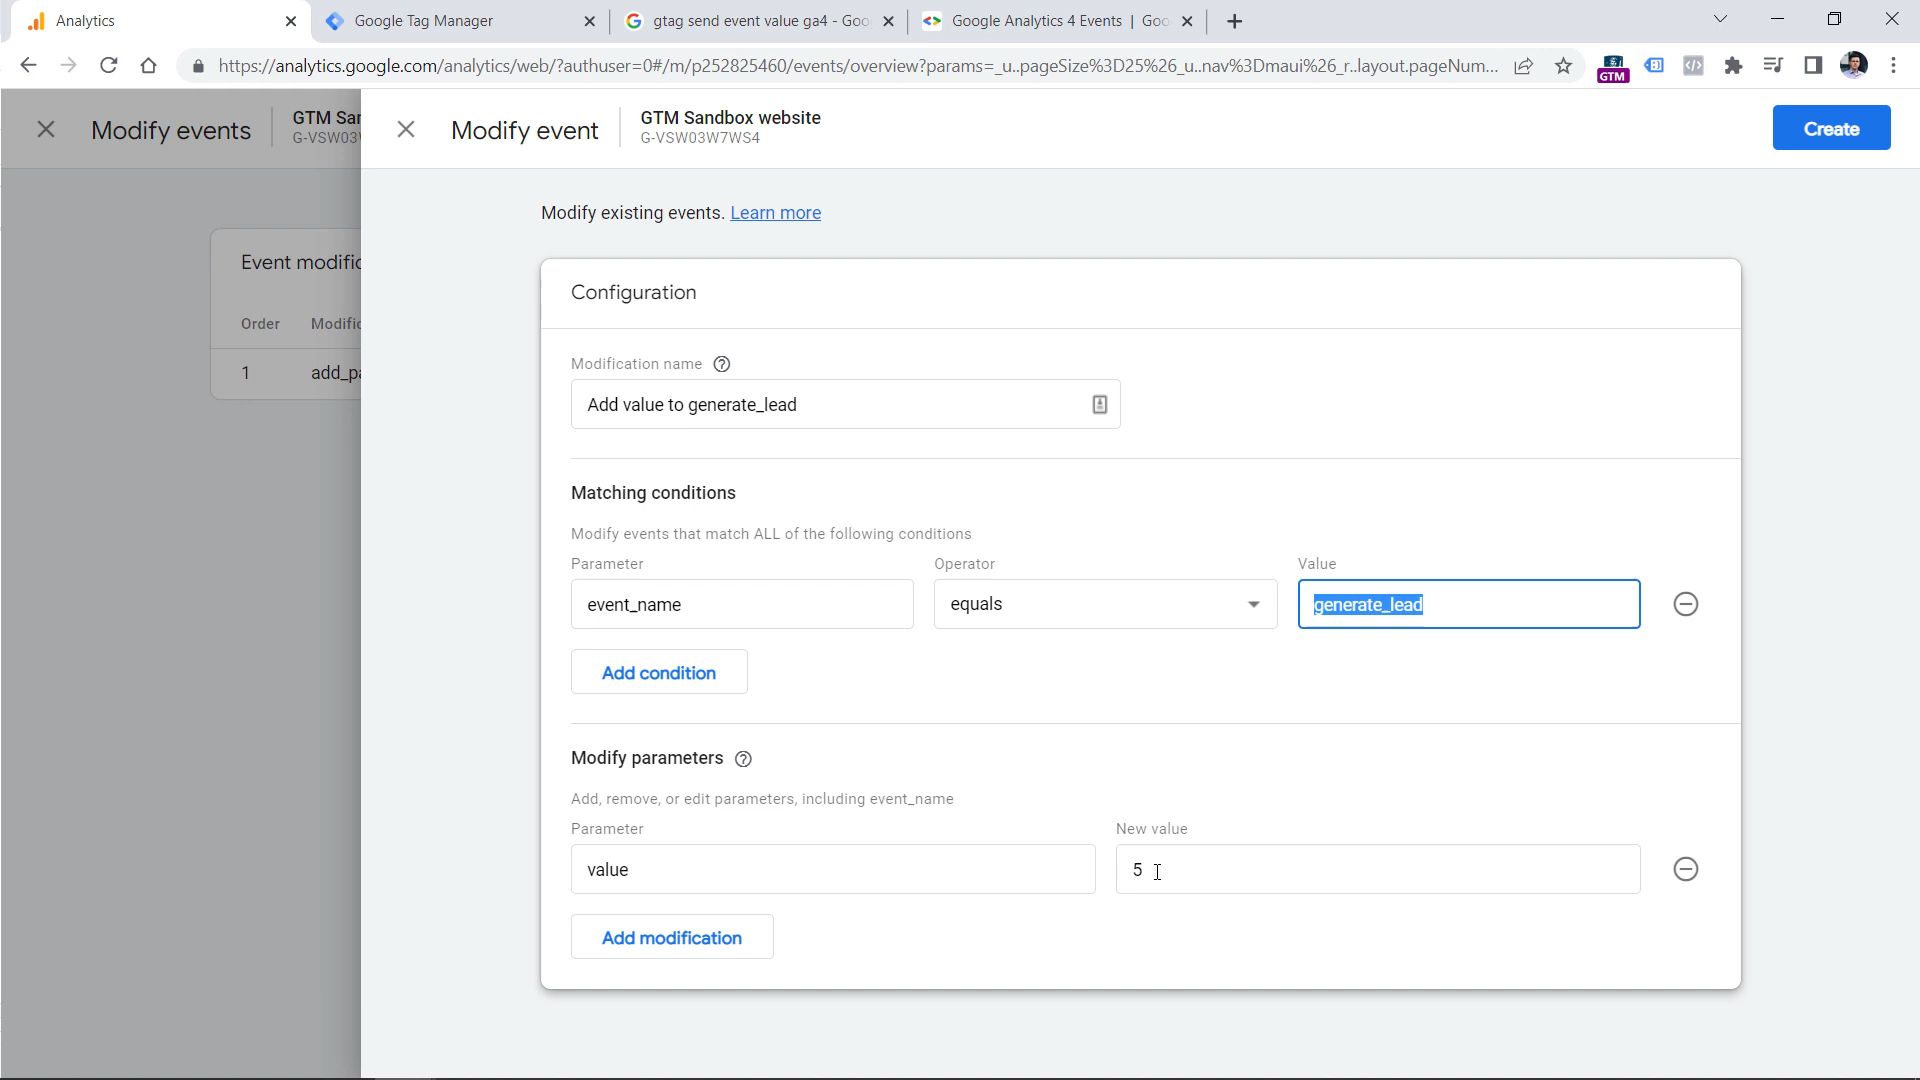 Analytics
Google Tag Manager
gtag send event value ga4 - Goo
Google Analytics 4 Events | Goo
https://analytics.google.com/analytics/web/?authuser=0#/m/p252825460/events/overview?params=_u..pageSize%3D25%26_u..nav%3Dmaui%26_r..layout.pageNum...
GTM
Modify events
GTM Sar
G-VSW03
Modify event
GTM Sandbox website
G-VSW03W7WS4
Create
Modify existing events. Learn more
Event modific
Order Modific
1 add_pa
Configuration
Modification name
Add value to generate_lead
Matching conditions
Modify events that match ALL of the following conditions
Parameter Operator Value
event_name equals generate_lead
Add condition
Modify parameters
Add, remove, or edit parameters, including event_name
Parameter New value
value 5
Add modification